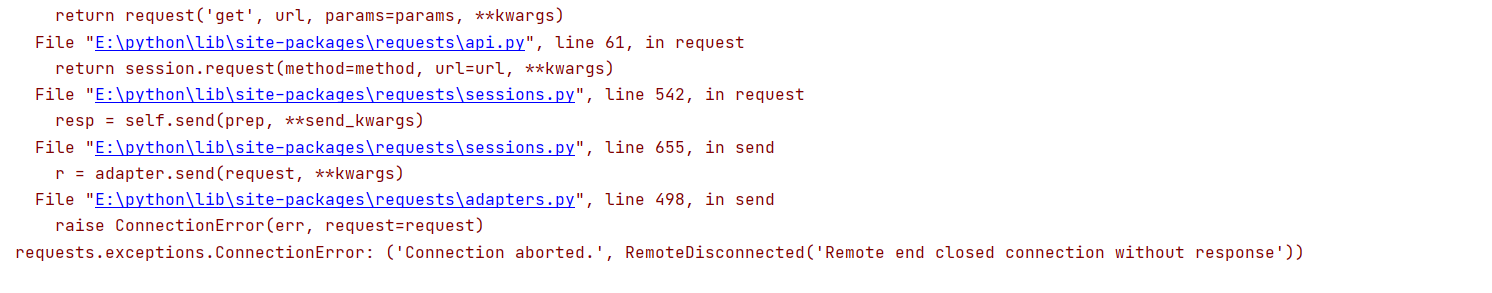 return request('get', url, params=params, **kwargs)
File "E:\python\lib\site-packages\requests\api.py", line 61, in request
return session.request(method=method, url=url, **kwargs)
File "E:\python\lib\site-packages\requests\sessions.py", line 542, in request
resp = self.send(prep, **send_kwargs)
File "E:\python\lib\site-packages\requests\sessions.py", line 655, in send
r = adapter.send(request, **kwargs)
File "E:\python\lib\site-packages\requests\adapters.py", line 498, in send
raise ConnectionError(err, request=request)
requests.exceptions.ConnectionError: ('Connection aborted.', RemoteDisconnected('Remote end closed connection without response'))